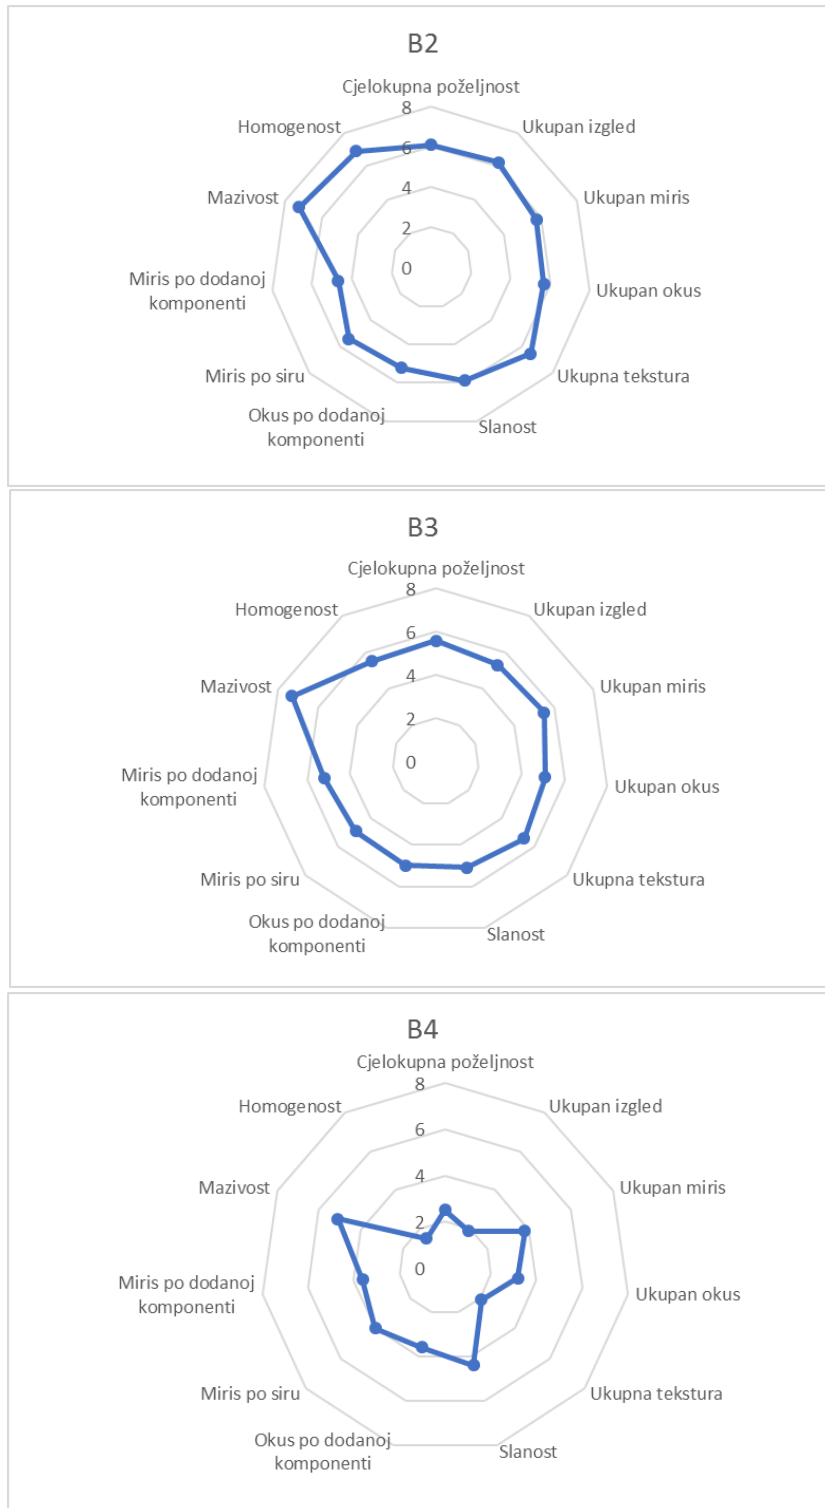 B2
Cjelokupna poželjnost
8
Homogenost
Ukupan izgled
6
Mazivost
4
Ukupan miris
2
Miris po dodanoj
komponenti
0
Ukupan okus
Miris po siru
Ukupna tekstura
Okus po dodanoj
komponenti
Slanost
B3
Cjelokupna poželjnost
8
Homogenost
Ukupan izgled
6
Mazivost
4
Ukupan miris
2
Miris po dodanoj
komponenti
0
Ukupan okus
Miris po siru
Ukupna tekstura
Okus po dodanoj
komponenti
Slanost
B4
Cjelokupna poželjnost
8
Homogenost
Ukupan izgled
6
Mazivost
4
Ukupan miris
2
Miris po dodanoj
komponenti
0
Ukupan okus
Miris po siru
Ukupna tekstura
Okus po dodanoj
komponenti
Slanost